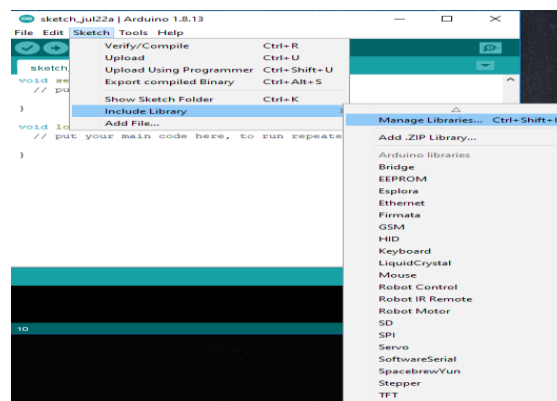 sketch_jul22a | Arduino 1.8.13
File Edit Sketch Tools Help
Verify/Compile Ctrl+R
Upload Ctrl+U
Upload Using Programmer Ctrl+Shift+U
Export compiled Binary Ctrl+Alt+S
Show Sketch Folder Ctrl+K
Include Library
Add File...
sketch
void se
// pu
}
void lo
// put your main code here, to run repeate
}
Manage Libraries... Ctrl+Shift+I
Add .ZIP Library...
Arduino libraries
Bridge
EEPROM
Esplora
Ethernet
Firmata
GSM
HID
Keyboard
LiquidCrystal
Mouse
Robot Control
Robot IR Remote
Robot Motor
SD
SPI
Servo
SoftwareSerial
SpacebrewYun
Stepper
TFT
10